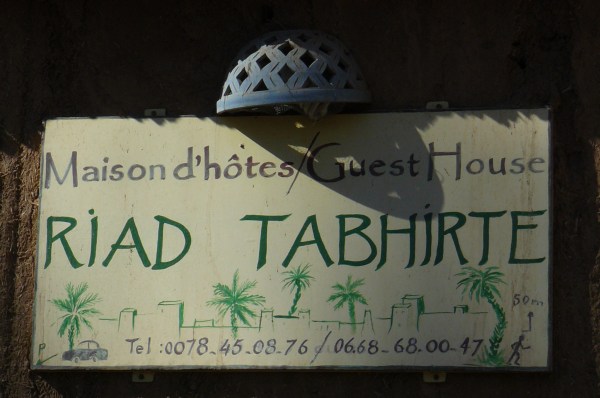 Maison d'hôtes/Guest House
RIAD TABHIRTE
50m
P
Tel :0078-45-08-76 / 0668-68-00-47